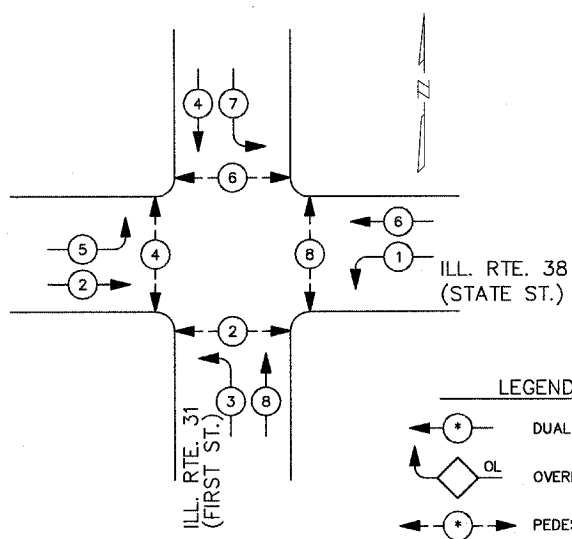 4 7
N
6
6
5 4 8 1
2
ILL. RTE. 38
(STATE ST.)
2
3 8
ILL. RTE. 31
(FIRST ST.)
LEGEND
* DUAL
OL
OVER
* PEDES